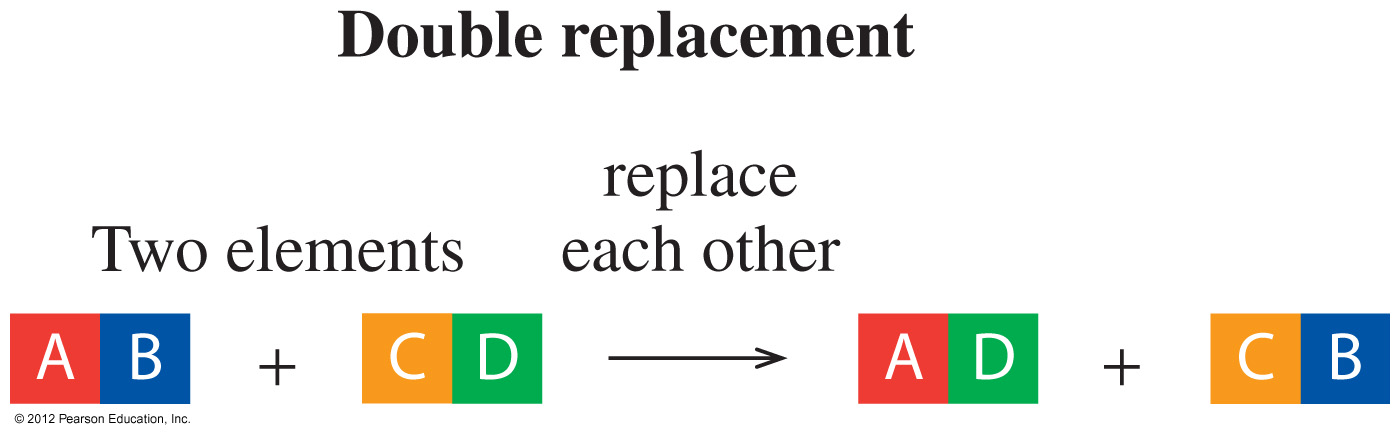 Double replacement
replace
Two elements each other
A B + C D → A D + C B
© 2012 Pearson Education, Inc.